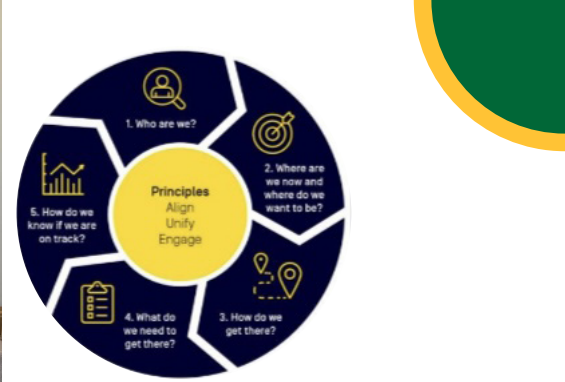 1. Who are we?
2. Where are
we now and
where do we
want to be?
3. How do we
get there?
4. What do
we need to
get there?
5. How do we
know if we are
on track?
Principles
Align
Unify
Engage